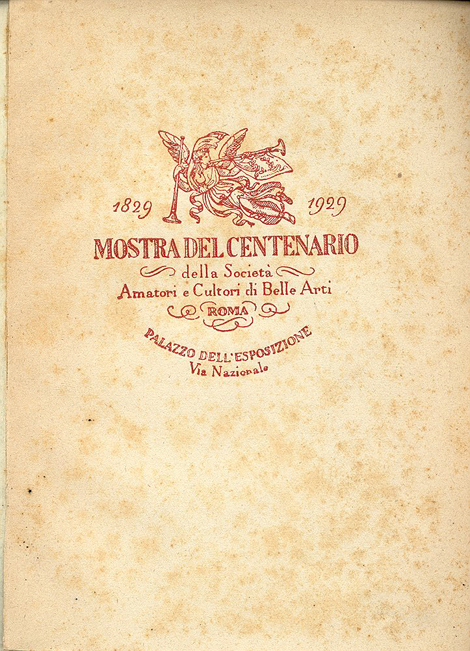 1829 1929
MOSTRA DEL CENTENARIO
della Società
Amatori e Cultori di Belle Arti
ROMA
PALAZZO DELL'ESPOSIZIONE
Via Nazionale